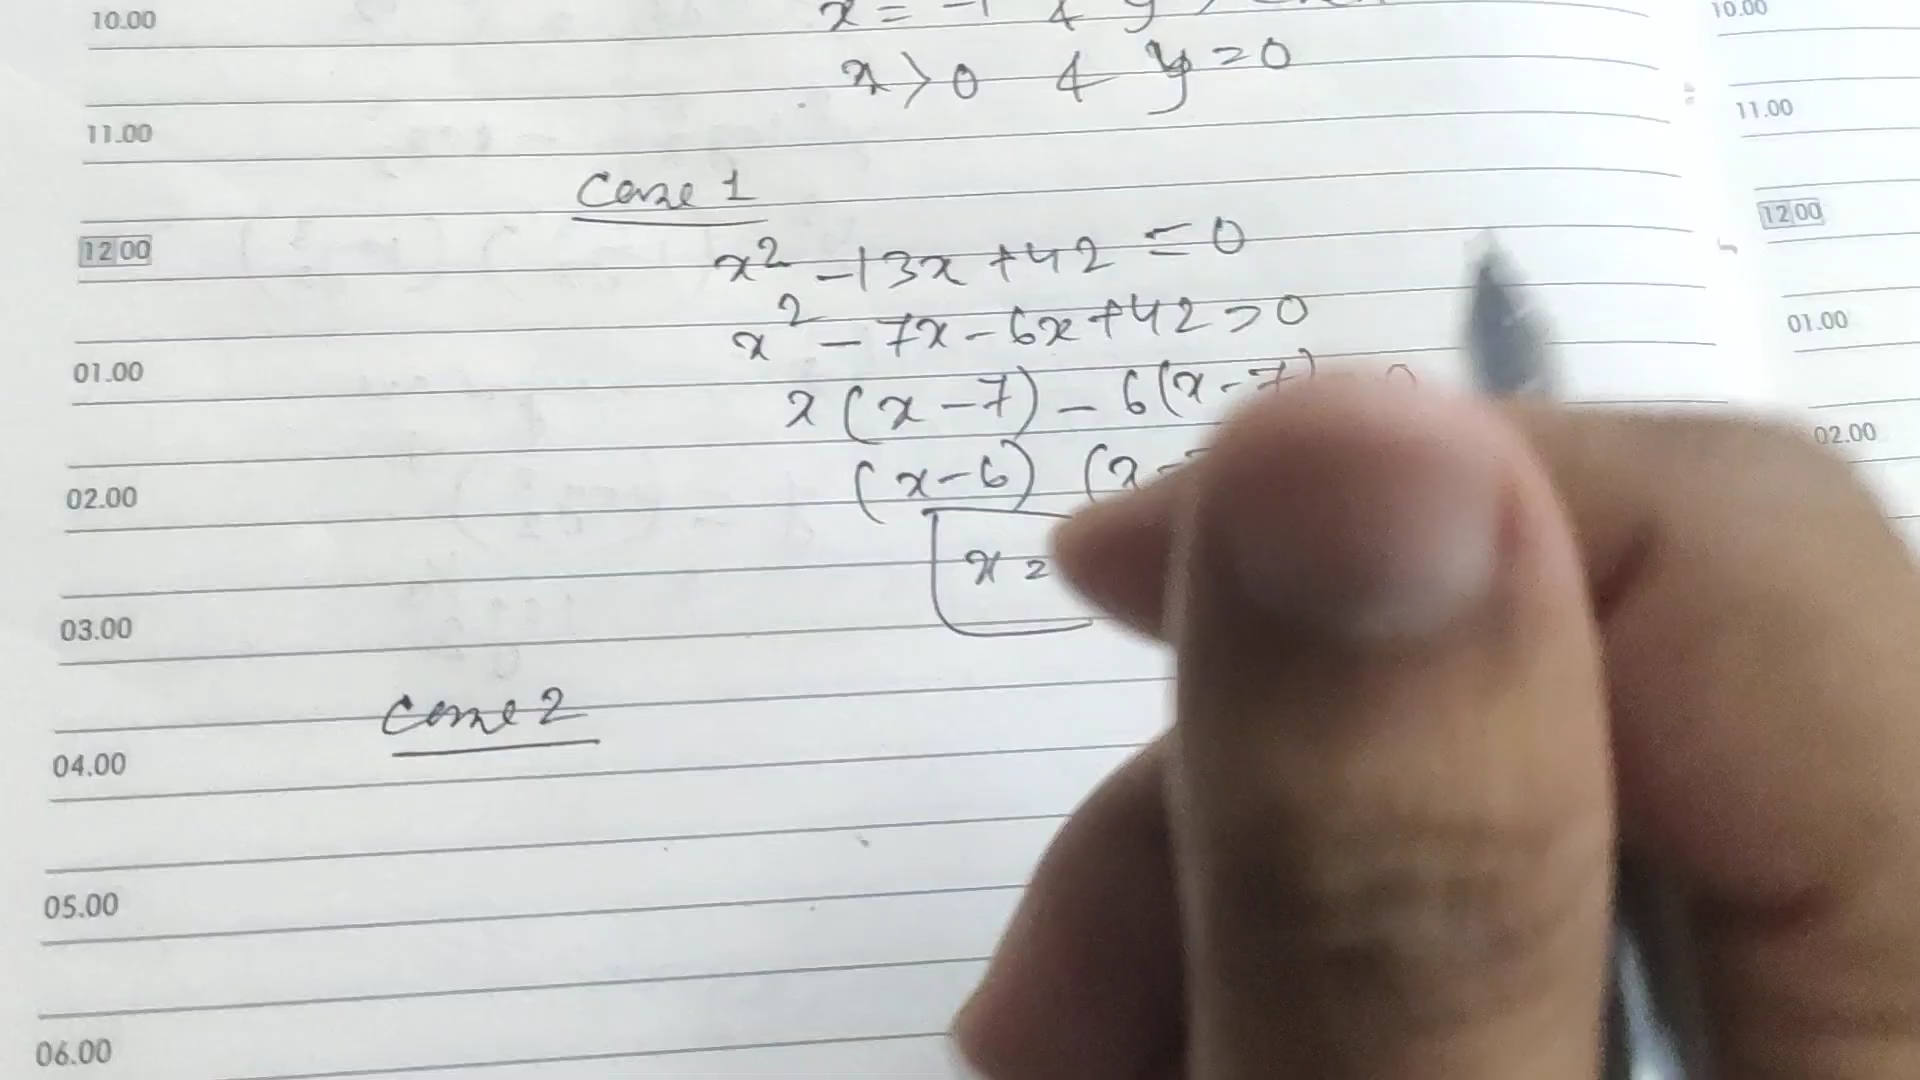 10.00
x = -1 & y
10.00
x > 0 & y = 0
11.00
11.00
Case 1
12 00
12 00
x² - 13x + 42 = 0
x² - 7x - 6x + 42 = 0
01.00
01.00
x (x - 7) - 6 (x - 7) 0
02.00
(x - 6) (x -
02.00
x =
03.00
Case 2
04.00
05.00
06.00